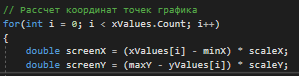 // Рассчет координат точек графика
for(int i = 0; i < xValues.Count; i++)
{
double screenX = (xValues[i] - minX) * scaleX;
double screenY = (maxY - yValues[i]) * scaleY;